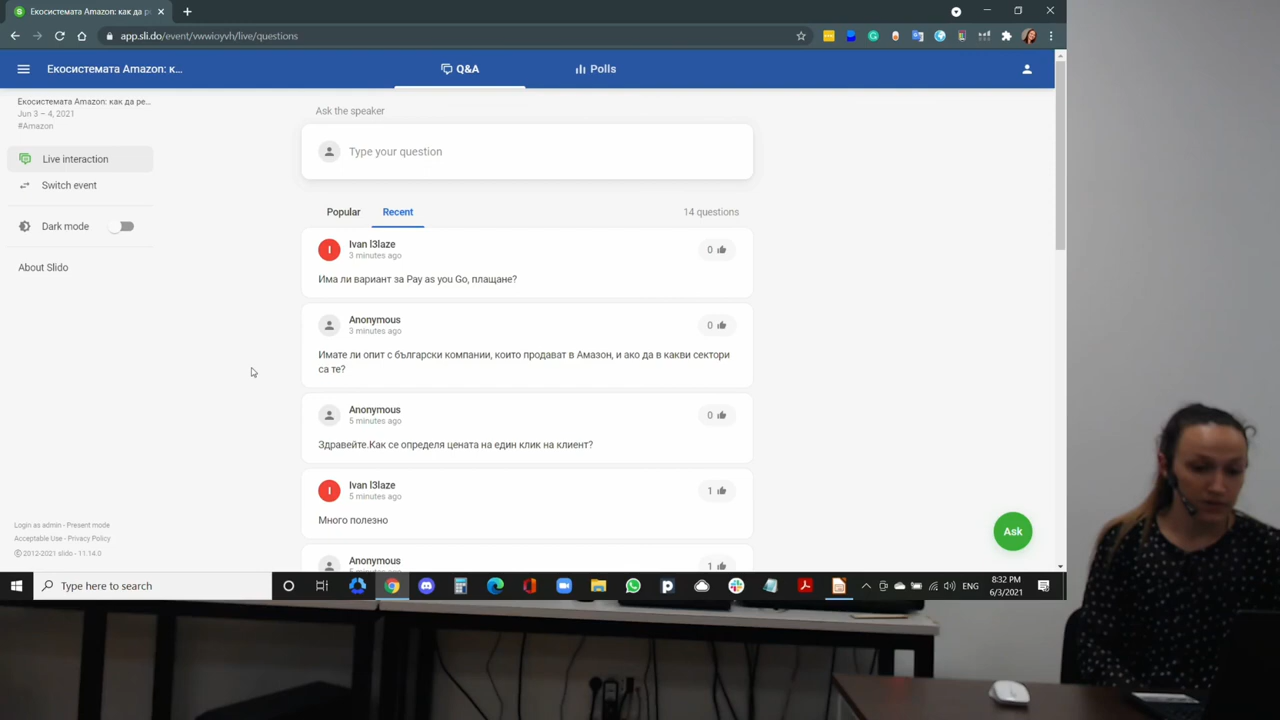 Екосистемата Amazon: как да р
app.sli.do/event/vwwioyvh/live/questions
Екосистемата Amazon: к...
Q&A
Polls
Екосистемата Amazon: как да ре...
Jun 3 – 4, 2021
#Amazon
Live interaction
Switch event
Dark mode
About Slido
Ask the speaker
Type your question
Popular
Recent
14 questions
I
Ivan l3laze
3 minutes ago
0
Има ли вариант за Pay as you Go, плащане?
Anonymous
3 minutes ago
0
Имате ли опит с български компании, които продават в Амазон, и ако да в какви сектори
са те?
Anonymous
5 minutes ago
0
Здравейте.Как се определя цената на един клик на клиент?
I
Ivan l3laze
5 minutes ago
1
Много полезно
Anonymous
5 minutes ago
1
Ask
Login as admin - Present mode
Acceptable Use - Privacy Policy
© 2012-2021 slido - 11.14.0
Type here to search
ENG
8:32 PM
6/3/2021